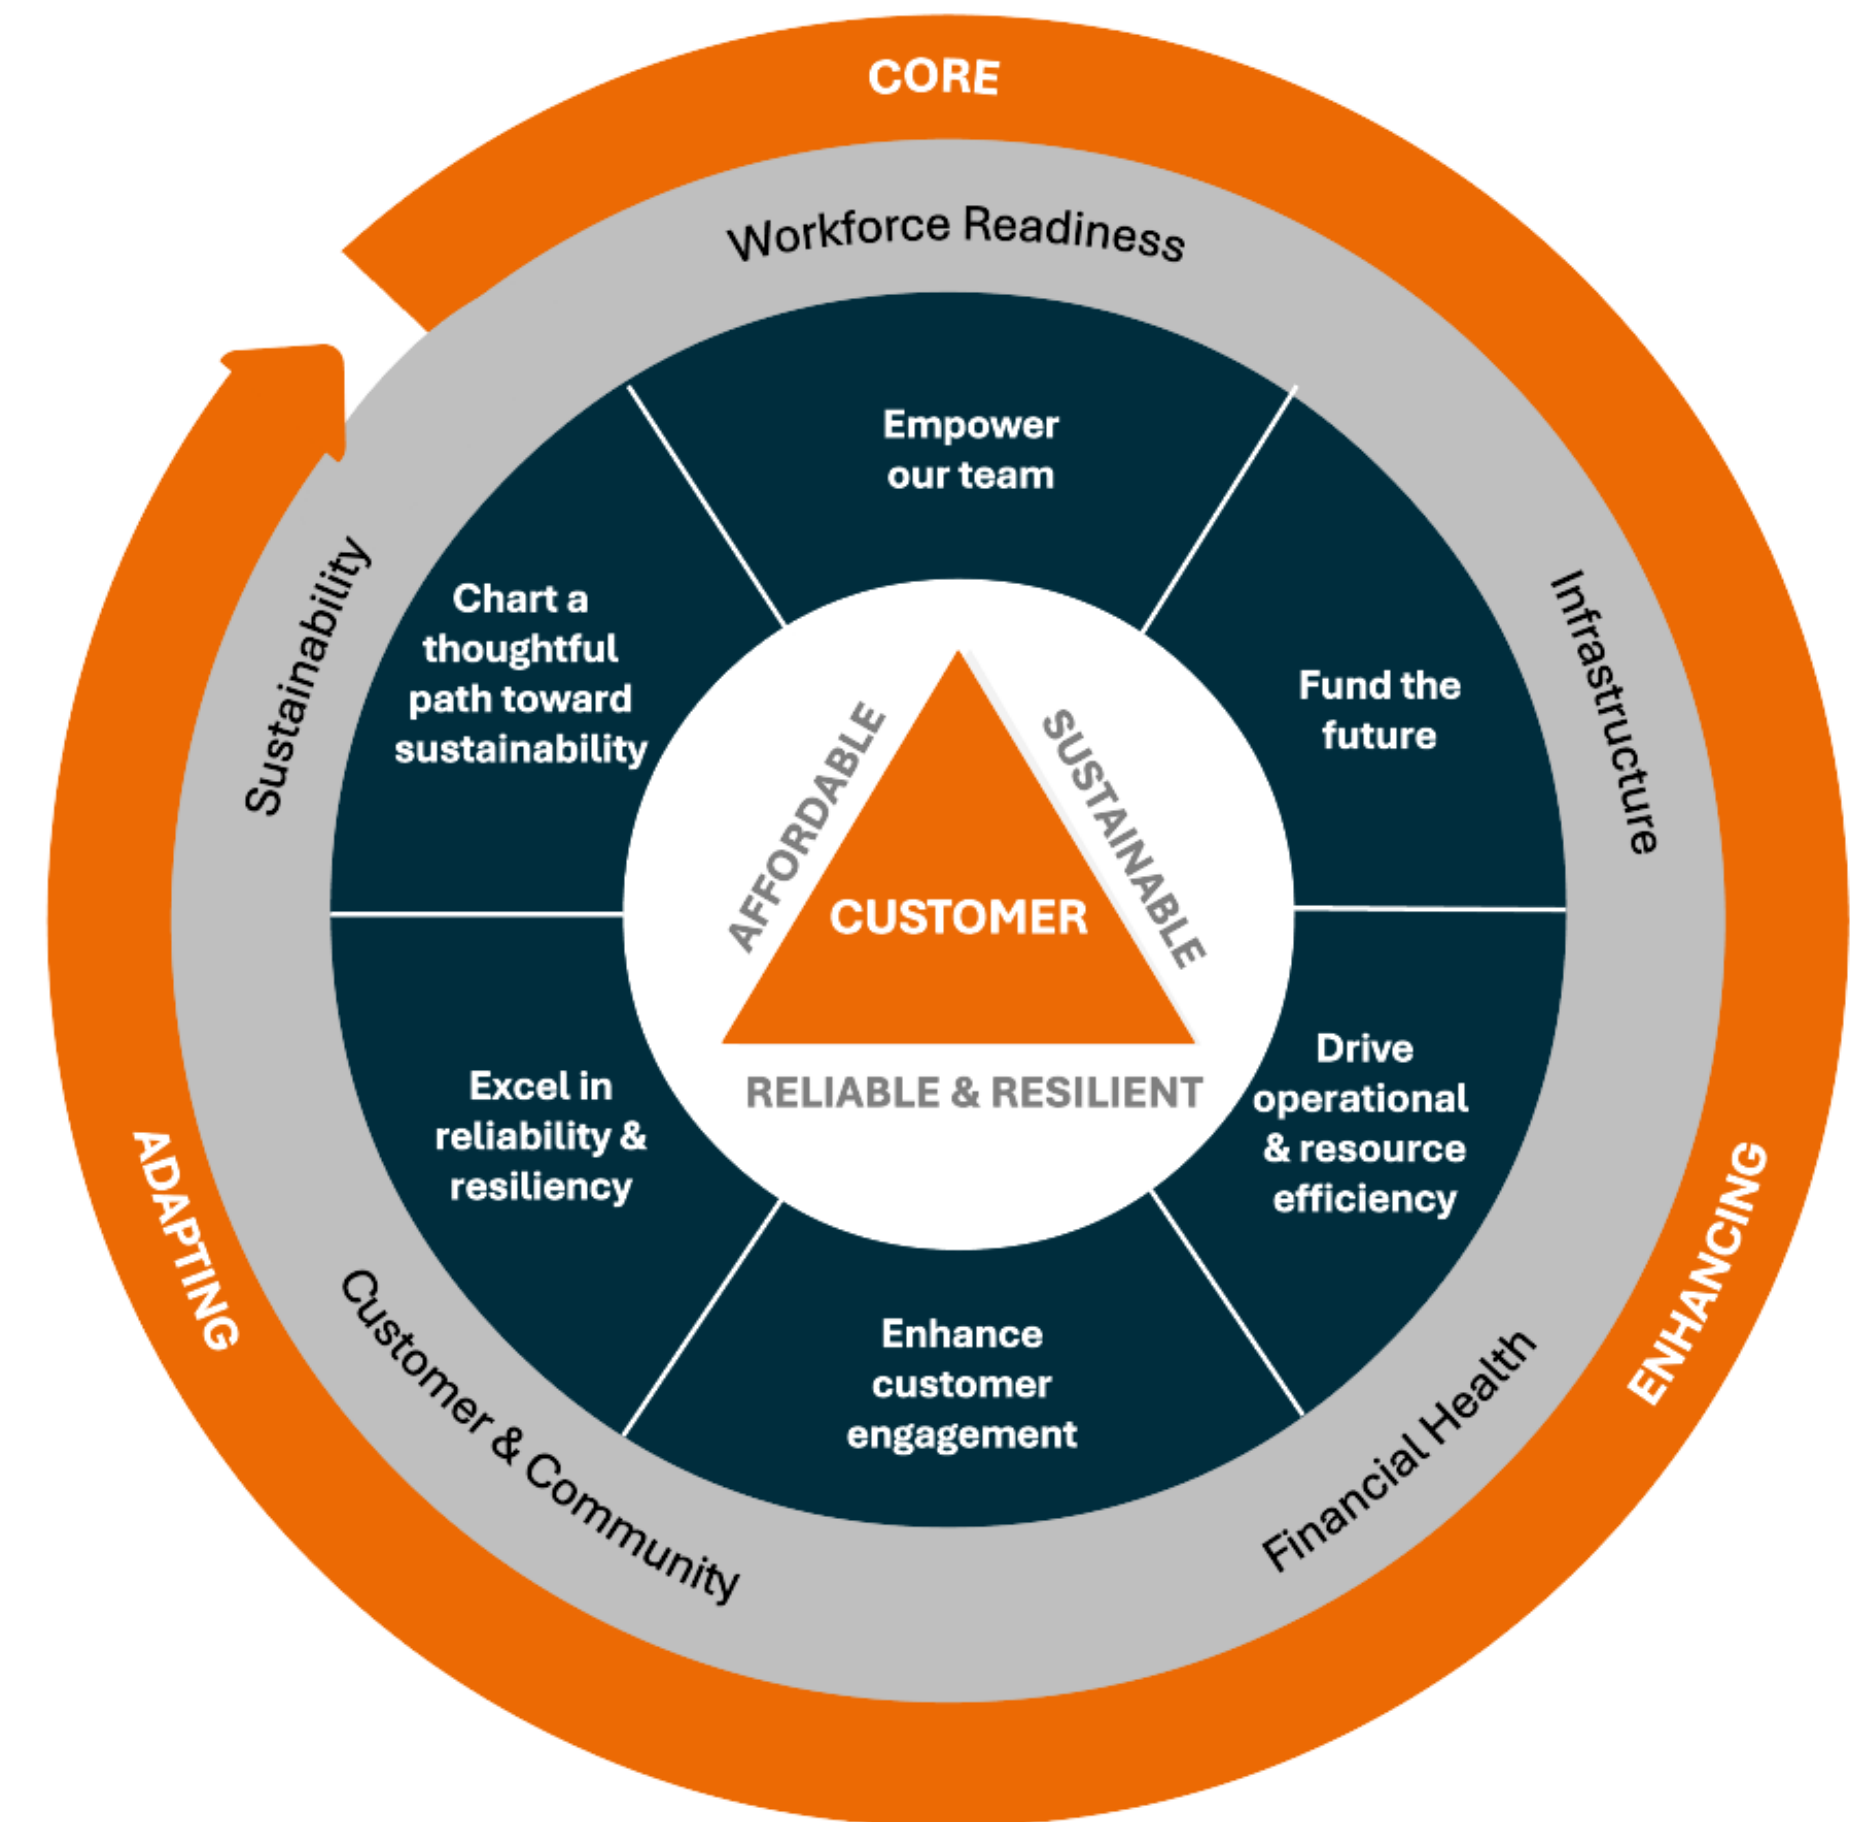 CORE
Workforce Readiness
Empower
our team
Sustainability
Chart a
thoughtful
path toward
sustainability
Fund the
future
Infrastructure
AFFORDABLE
SUSTAINABLE
CUSTOMER
RELIABLE & RESILIENT
Excel in
reliability &
resiliency
Drive
operational
& resource
efficiency
ADAPTING
ENHANCING
Enhance
customer
engagement
Customer & Community
Financial Health